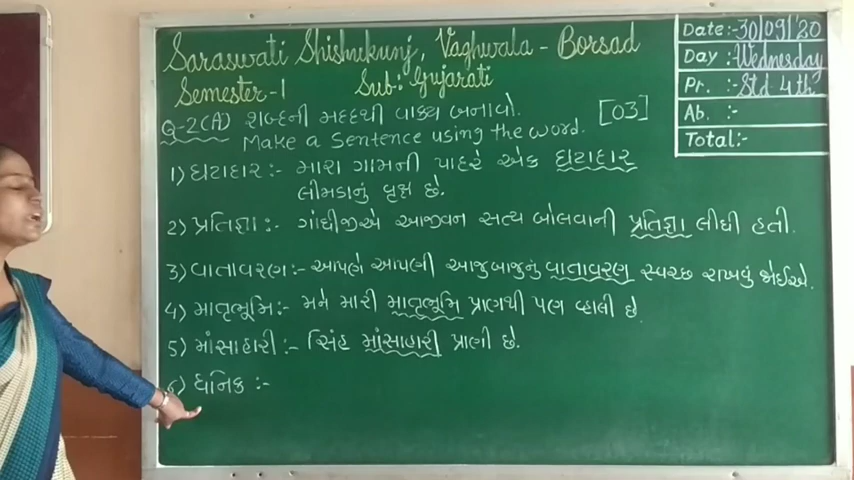 Saraswati Shishukunj, Vaghwala - Borsad
Semester-1 Sub: Gujarati
Date:-30/09/'20
Day :-Wednesday
Pr. :-Std 4th
Ab. :-
Total:-
Q-2(A) શબ્દની મદદથી વાક્ય બનાવો. [03]
Make a Sentence using the word.
1) ઘટાદાર :- મારા ગામની પાદરે એક ઘટાદાર
લીમડાનું વૃક્ષ છે.
2) પ્રતિજ્ઞા :- ગાંધીજીએ આજીવન સત્ય બોલવાની પ્રતિજ્ઞા લીધી હતી.
3) વાતાવરણ :- આપણે આપણી આજુબાજુનું વાતાવરણ સ્વચ્છ રાખવું જોઈએ.
4) માતૃભૂમિ :- મને મારી માતૃભૂમિ પ્રાણથી પણ વ્હાલી છે.
5) માંસાહારી :- સિંહ માંસાહારી પ્રાણી છે.
6) ધનિક :-